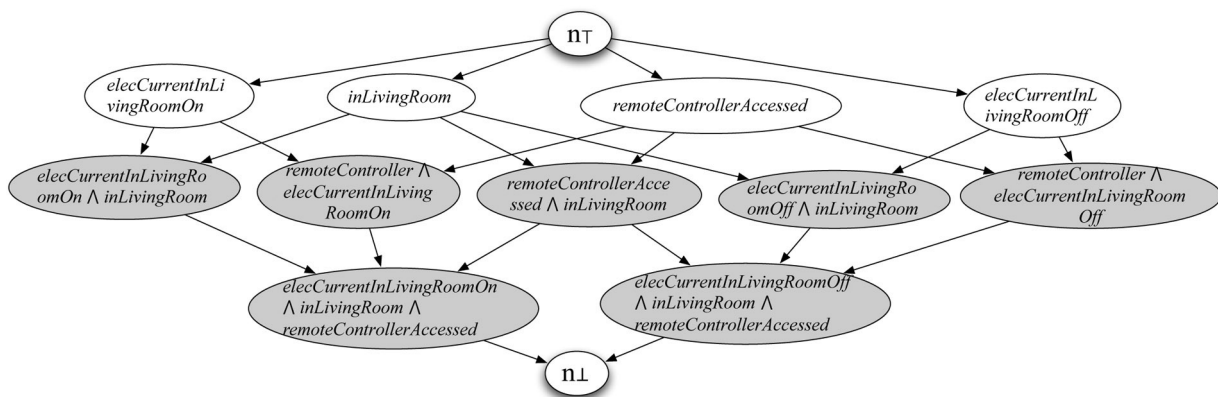 n⊤
elecCurrentInLi
vingRoomOn
inLivingRoom
remoteControllerAccessed
elecCurrentInL
ivingRoomOff
elecCurrentInLivingRo
omOn ∧ inLivingRoom
remoteController ∧
elecCurrentInLiving
RoomOn
remoteControllerAcce
ssed ∧ inLivingRoom
elecCurrentInLivingRo
omOff ∧ inLivingRoom
remoteController ∧
elecCurrentInLivingRoom
Off
elecCurrentInLivingRoomOn
∧ inLivingRoom ∧
remoteControllerAccessed
elecCurrentInLivingRoomOff
∧ inLivingRoom ∧
remoteControllerAccessed
n⊥